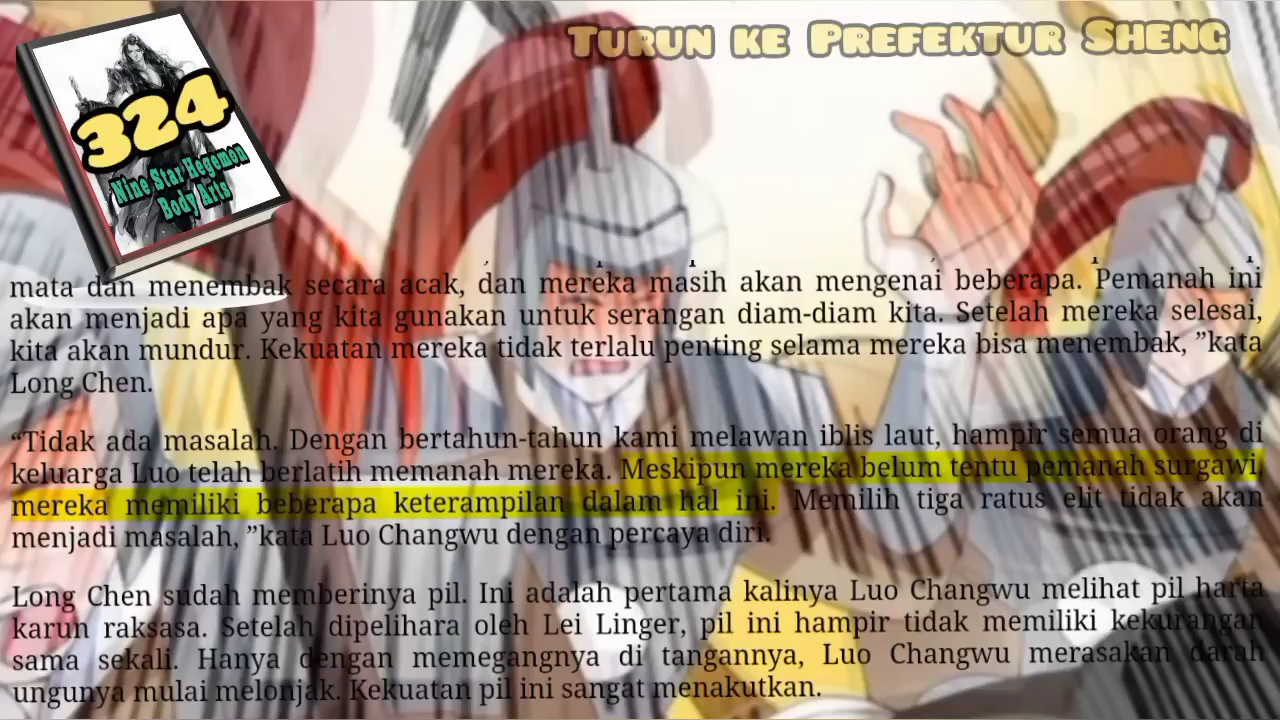 Turun ke Prefektur Sheng
324
Nine Star Hegemon
Body Arts
mata dan menembak secara acak, dan mereka masih akan mengenai beberapa. Pemanah ini
akan menjadi apa yang kita gunakan untuk serangan diam-diam kita. Setelah mereka selesai,
kita akan mundur. Kekuatan mereka tidak terlalu penting selama mereka bisa menembak, ”kata
Long Chen.
“Tidak ada masalah. Dengan bertahun-tahun kami melawan iblis laut, hampir semua orang di
keluarga Luo telah berlatih memanah mereka. Meskipun mereka belum tentu pemanah surgawi,
mereka memiliki beberapa keterampilan dalam hal ini. Memilih tiga ratus elit tidak akan
menjadi masalah, ”kata Luo Changwu dengan percaya diri.
Long Chen sudah memberinya pil. Ini adalah pertama kalinya Luo Changwu melihat pil harta
karun raksasa. Setelah dipelihara oleh Lei Linger, pil ini hampir tidak memiliki kekurangan
sama sekali. Hanya dengan memegangnya di tangannya, Luo Changwu merasakan darah
ungunya mulai melonjak. Kekuatan pil ini sangat menakutkan.